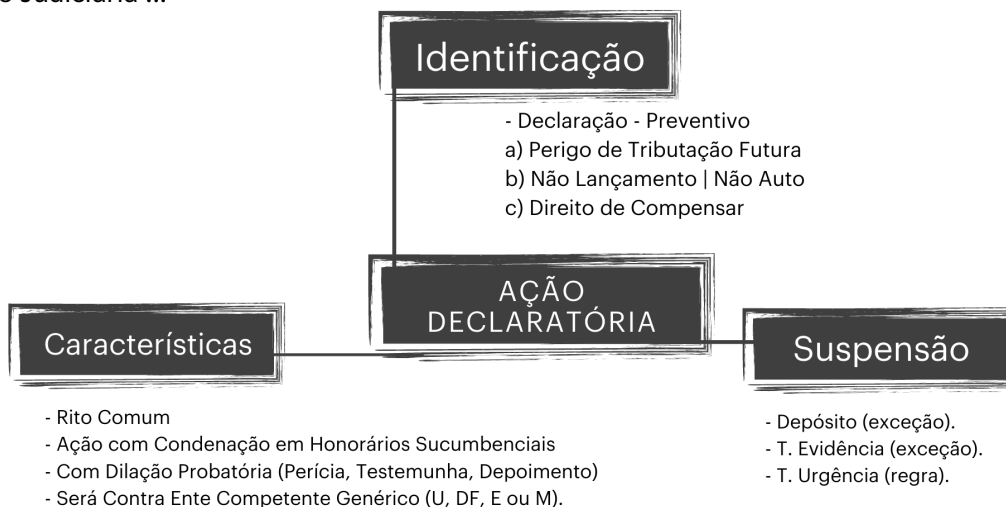 Judiciária ...
Identificação
- Declaração - Preventivo
a) Perigo de Tributação Futura
b) Não Lançamento | Não Auto
c) Direito de Compensar
AÇÃO
DECLARATÓRIA
Características
- Rito Comum
- Ação com Condenação em Honorários Sucumbenciais
- Com Dilação Probatória (Perícia, Testemunha, Depoimento)
- Será Contra Ente Competente Genérico (U, DF, E ou M).
Suspensão
- Depósito (exceção).
- T. Evidência (exceção).
- T. Urgência (regra).